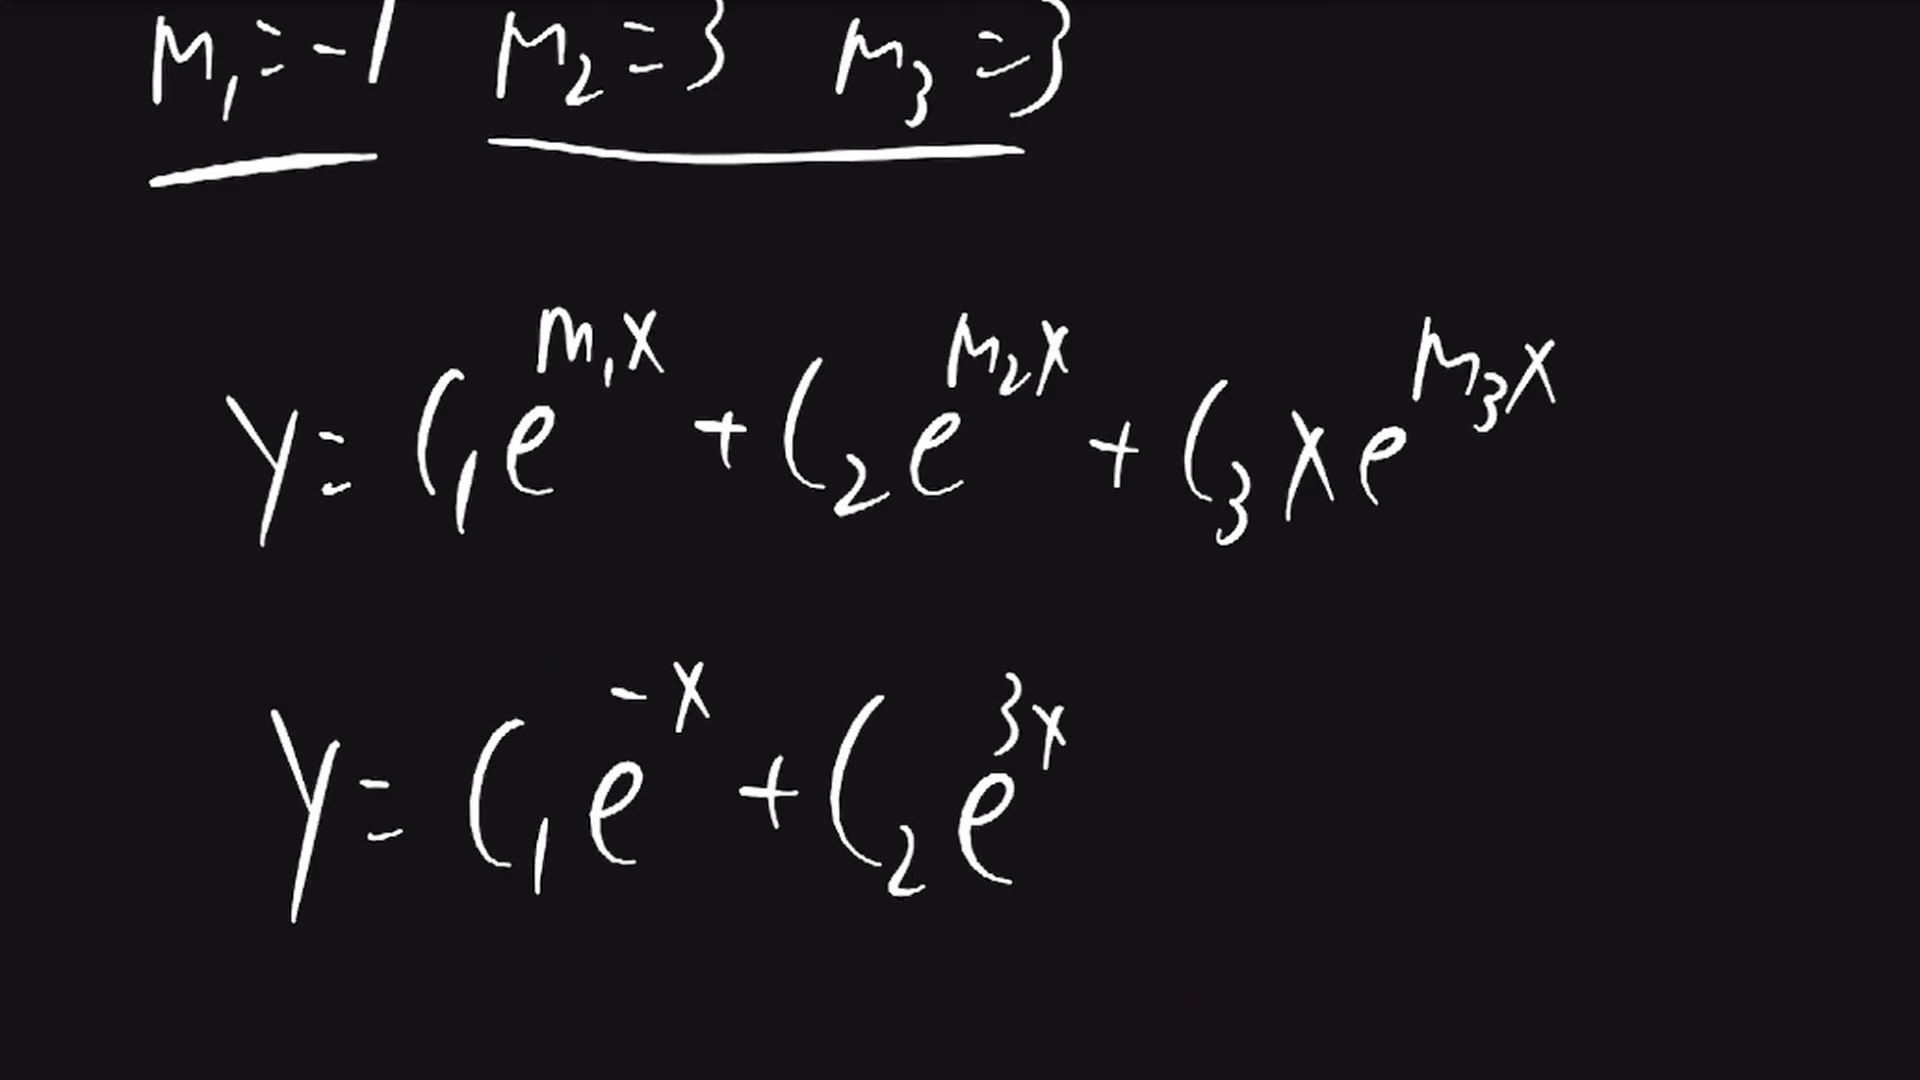 m₁ = -1 m₂ = 3 m₃ = 3
y = C₁e^{m₁x} + C₂e^{m₂x} + C₃xe^{m₃x}
y = C₁e^{-x} + C₂e^{3x}